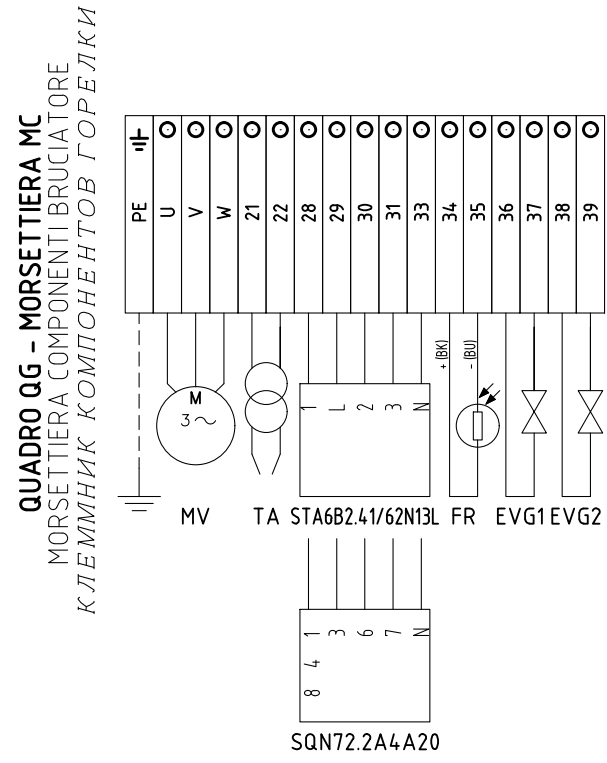 QUADRO QG - MORSETTIERA MC
MORSETTIERA COMPONENTI BRUCIATORE
КЛЕММНИК КОМПОНЕНТОВ ГОРЕЛКИ
PE U V W 21 22 28 29 30 31 33 34 35 36 37 38 39
+ (BK) - (BU)
M
3~
1 L 2 3 N
MV TA STA6B2.41/62N13L FR EVG1 EVG2
1 3 6 7 N
4
8
SQN72.2A4A20